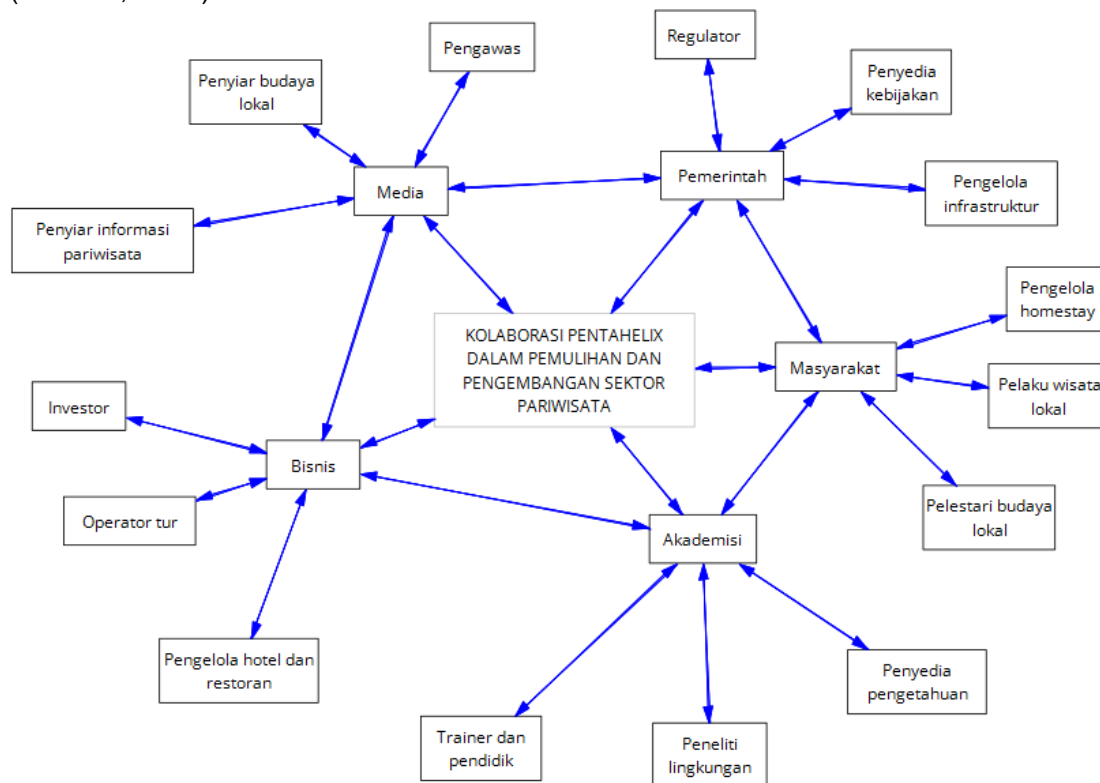 Pengawas
Regulator
Penyiar budaya
lokal
Penyedia
kebijakan
Media
Pemerintah
Pengelola
infrastruktur
Penyiar informasi
pariwisata
Pengelola
homestay
KOLABORASI PENTAHELIX
DALAM PEMULIHAN DAN
PENGEMBANGAN SEKTOR
PARIWISATA
Masyarakat
Pelaku wisata
lokal
Investor
Bisnis
Operator tur
Pelestari budaya
lokal
Akademisi
Pengelola hotel dan
restoran
Penyedia
pengetahuan
Trainer dan
pendidik
Peneliti
lingkungan